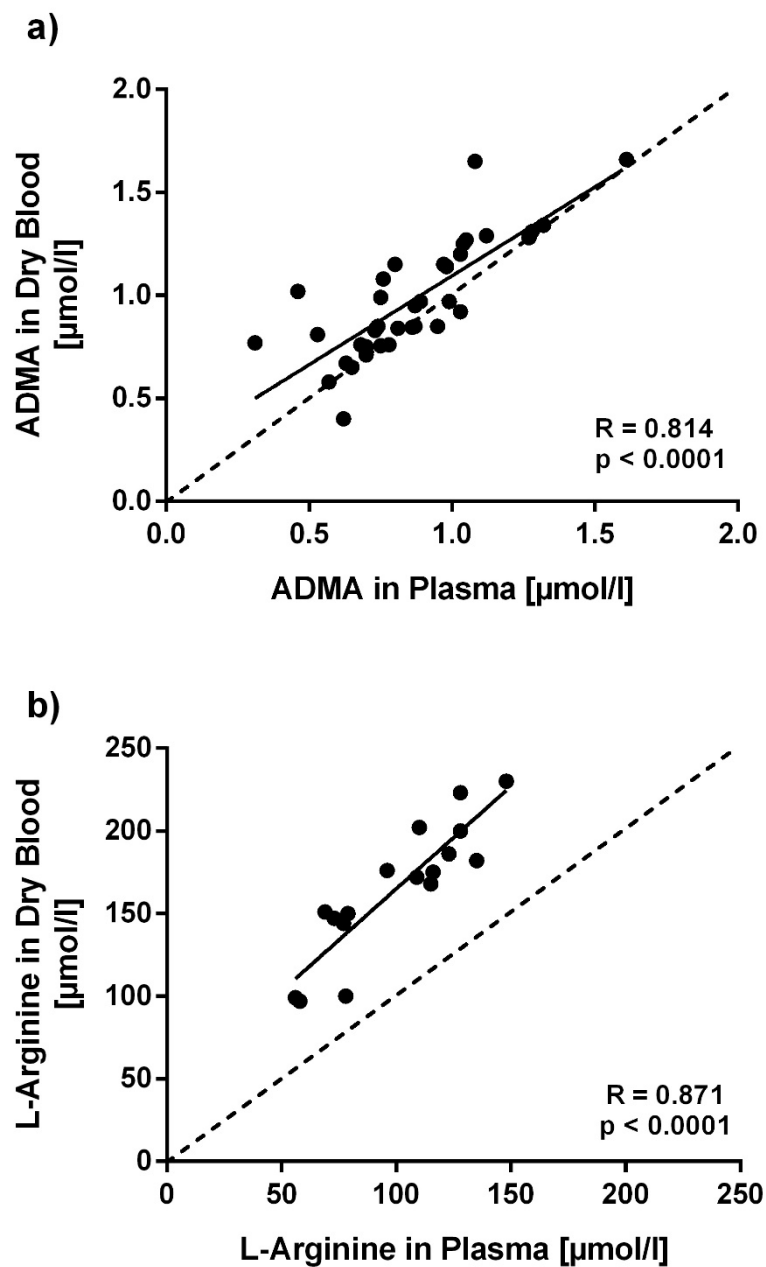 a)
ADMA in Dry Blood
[µmol/l]
2.0
1.5
1.0
0.5
0.0
R = 0.814
p < 0.0001
0.0 0.5 1.0 1.5 2.0
ADMA in Plasma [µmol/l]
b)
L-Arginine in Dry Blood
[µmol/l]
250
200
150
100
50
0
R = 0.871
p < 0.0001
0 50 100 150 200 250
L-Arginine in Plasma [µmol/l]